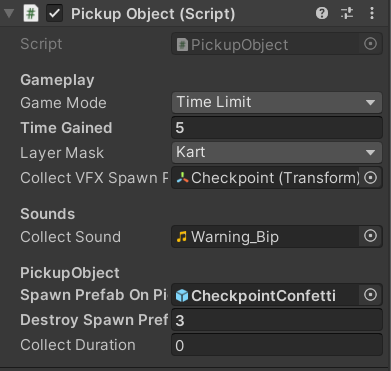 Pickup Object (Script)
Script PickupObject
Gameplay
Game Mode Time Limit
Time Gained 5
Layer Mask Kart
Collect VFX Spawn P Checkpoint (Transform)
Sounds
Collect Sound Warning_Bip
PickupObject
Spawn Prefab On Pi CheckpointConfetti
Destroy Spawn Pref 3
Collect Duration 0